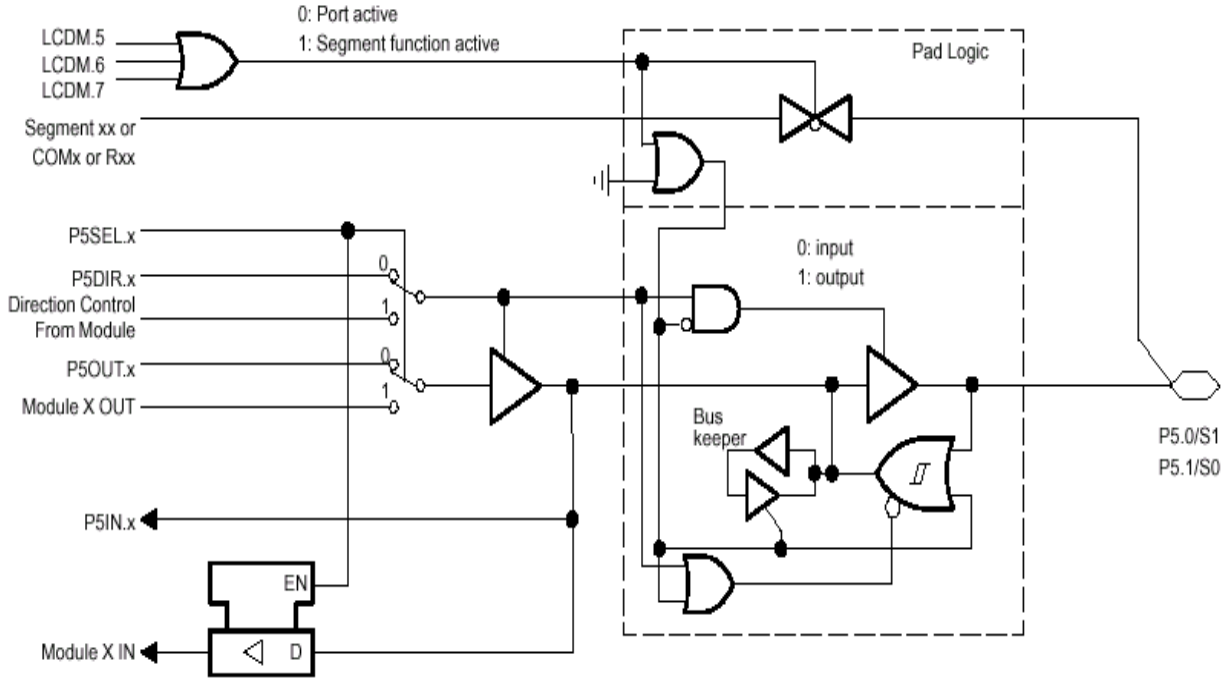 0: Port active
1: Segment function active
LCDM.5
LCDM.6
LCDM.7
Pad Logic
Segment xx or
COMx or Rxx
P5SEL.x
0
P5DIR.x
Direction Control
From Module
1
0: input
1: output
P5OUT.x
0
Module X OUT
1
Bus
keeper
P5.0/S1
P5.1/S0
P5IN.x
EN
Module X IN
D